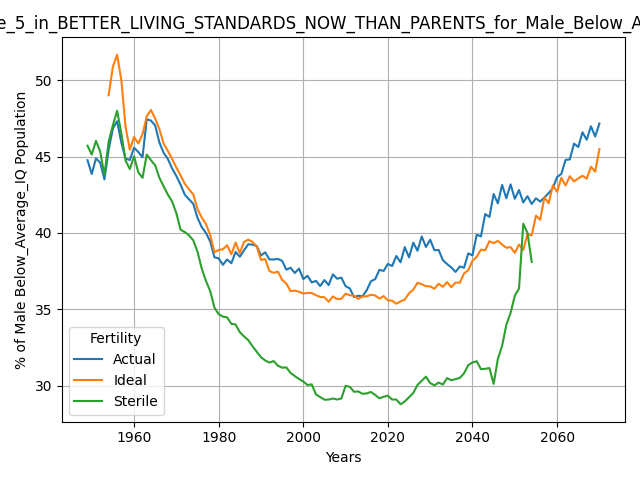 e_5_in_BETTER_LIVING_STANDARDS_NOW_THAN_PARENTS_for_Male_Below_A
% of Male Below_Average_IQ Population
50
45
40
35
30
Fertility
Actual
Ideal
Sterile
1960 1980 2000 2020 2040 2060
Years